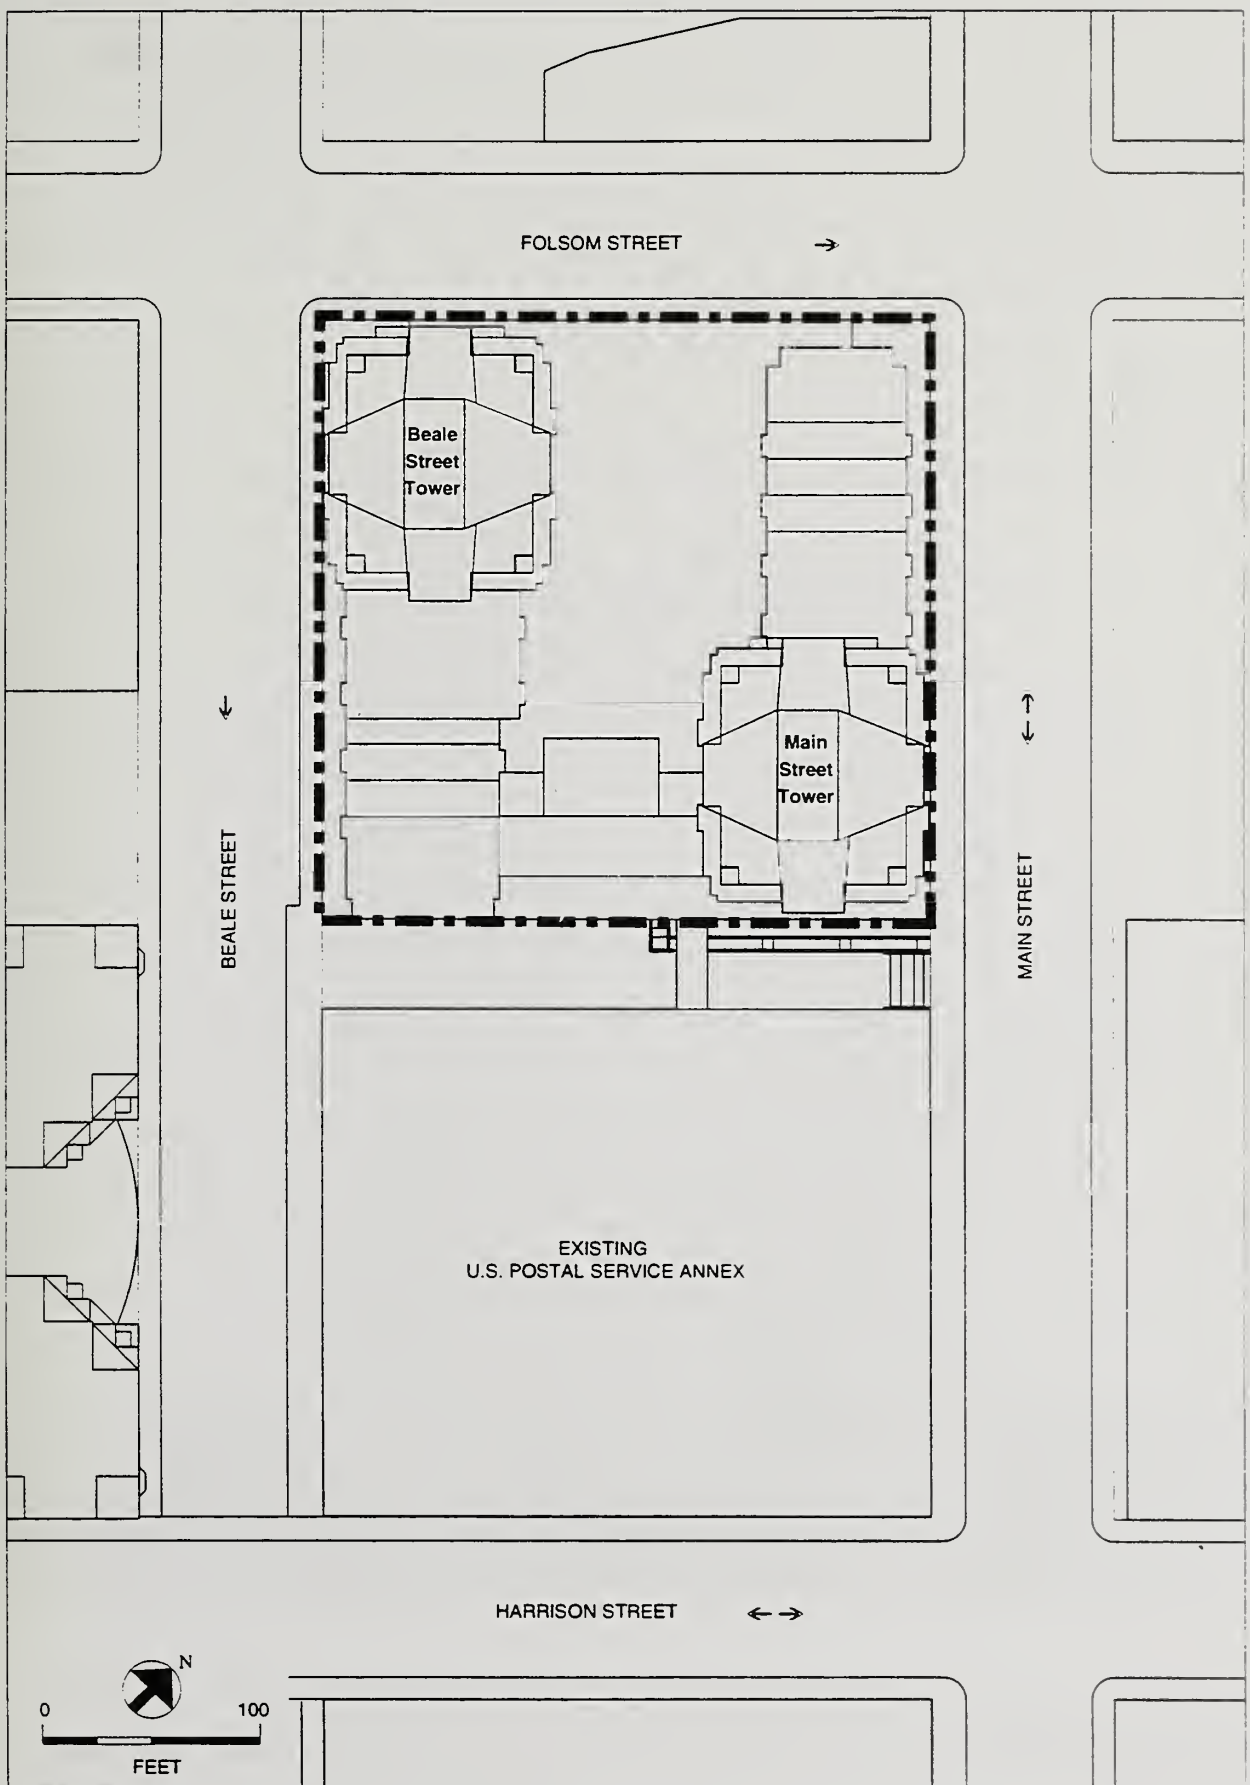 FOLSOM STREET
Beale
Street
Tower
Main
Street
Tower
BEALE STREET
MAIN STREET
EXISTING
U.S. POSTAL SERVICE ANNEX
HARRISON STREET
N
0 100
FEET